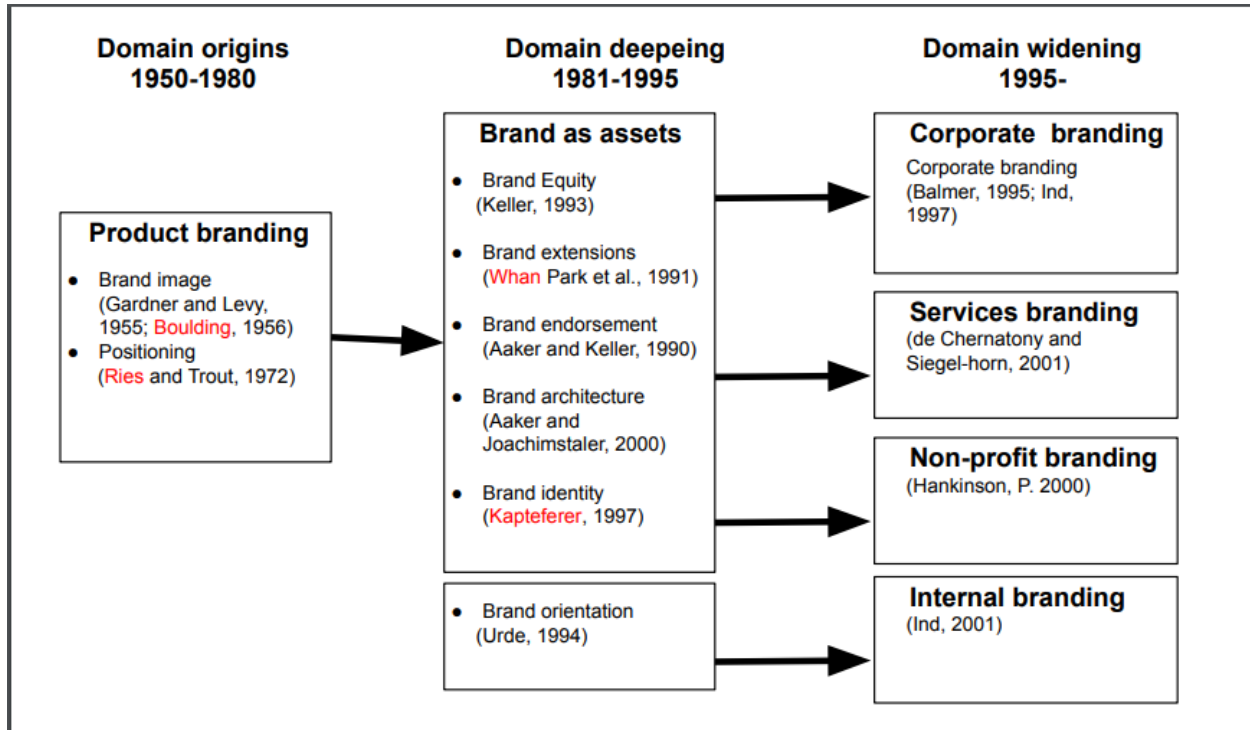 Domain origins
1950-1980
Domain deepeing
1981-1995
Domain widening
1995-
Product branding
● Brand image
(Gardner and Levy,
1955; Boulding, 1956)
● Positioning
(Ries and Trout, 1972)
Brand as assets
● Brand Equity
(Keller, 1993)
● Brand extensions
(Whan Park et al., 1991)
● Brand endorsement
(Aaker and Keller, 1990)
● Brand architecture
(Aaker and
Joachimstaler, 2000)
● Brand identity
(Kapteferer, 1997)
● Brand orientation
(Urde, 1994)
Corporate branding
Corporate branding
(Balmer, 1995; Ind,
1997)
Services branding
(de Chernatony and
Siegel-horn, 2001)
Non-profit branding
(Hankinson, P. 2000)
Internal branding
(Ind, 2001)